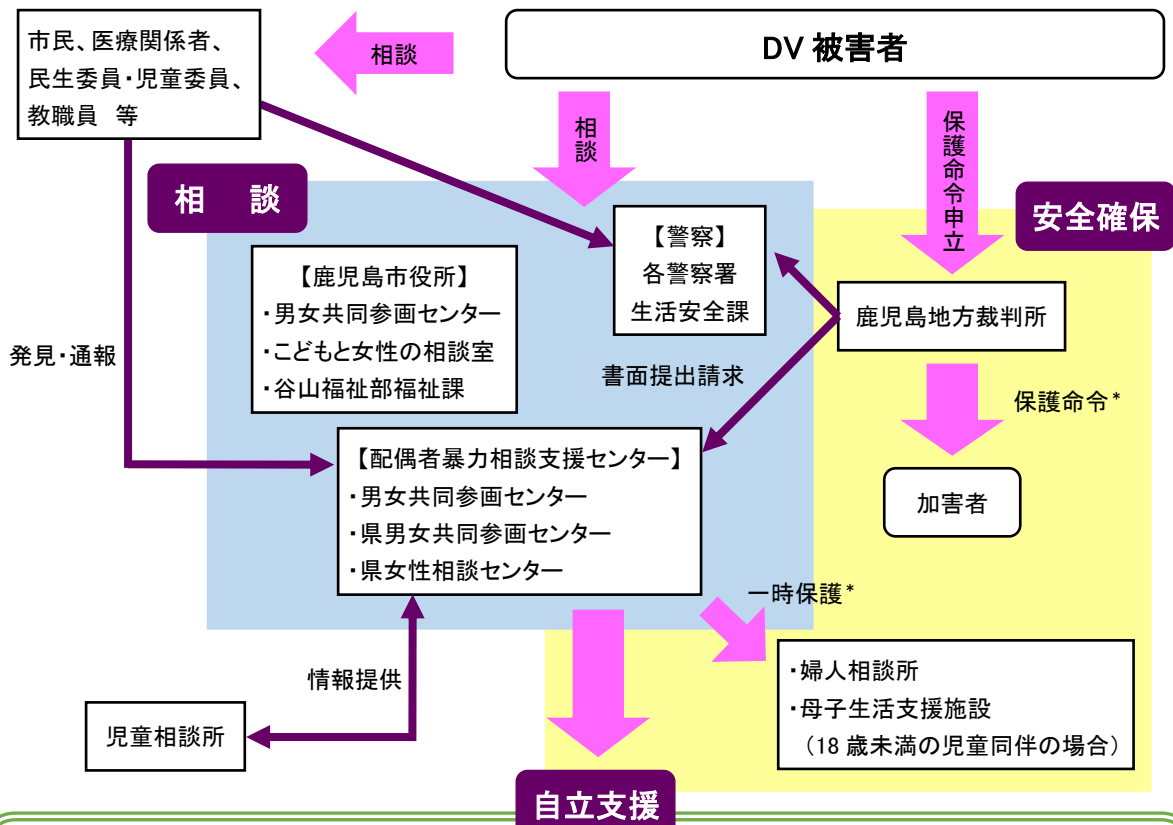 市民、医療関係者、
民生委員・児童委員、
教職員 等
相談
DV 被害者
相談
保護命令申立
相 談
安全確保
【警察】
各警察署
生活安全課
【鹿児島市役所】
・男女共同参画センター
・こどもと女性の相談室
・谷山福祉部福祉課
鹿児島地方裁判所
発見・通報
書面提出請求
保護命令*
【配偶者暴力相談支援センター】
・男女共同参画センター
・県男女共同参画センター
・県女性相談センター
加害者
一時保護*
情報提供
・婦人相談所
・母子生活支援施設
（18 歳未満の児童同伴の場合）
児童相談所
自立支援